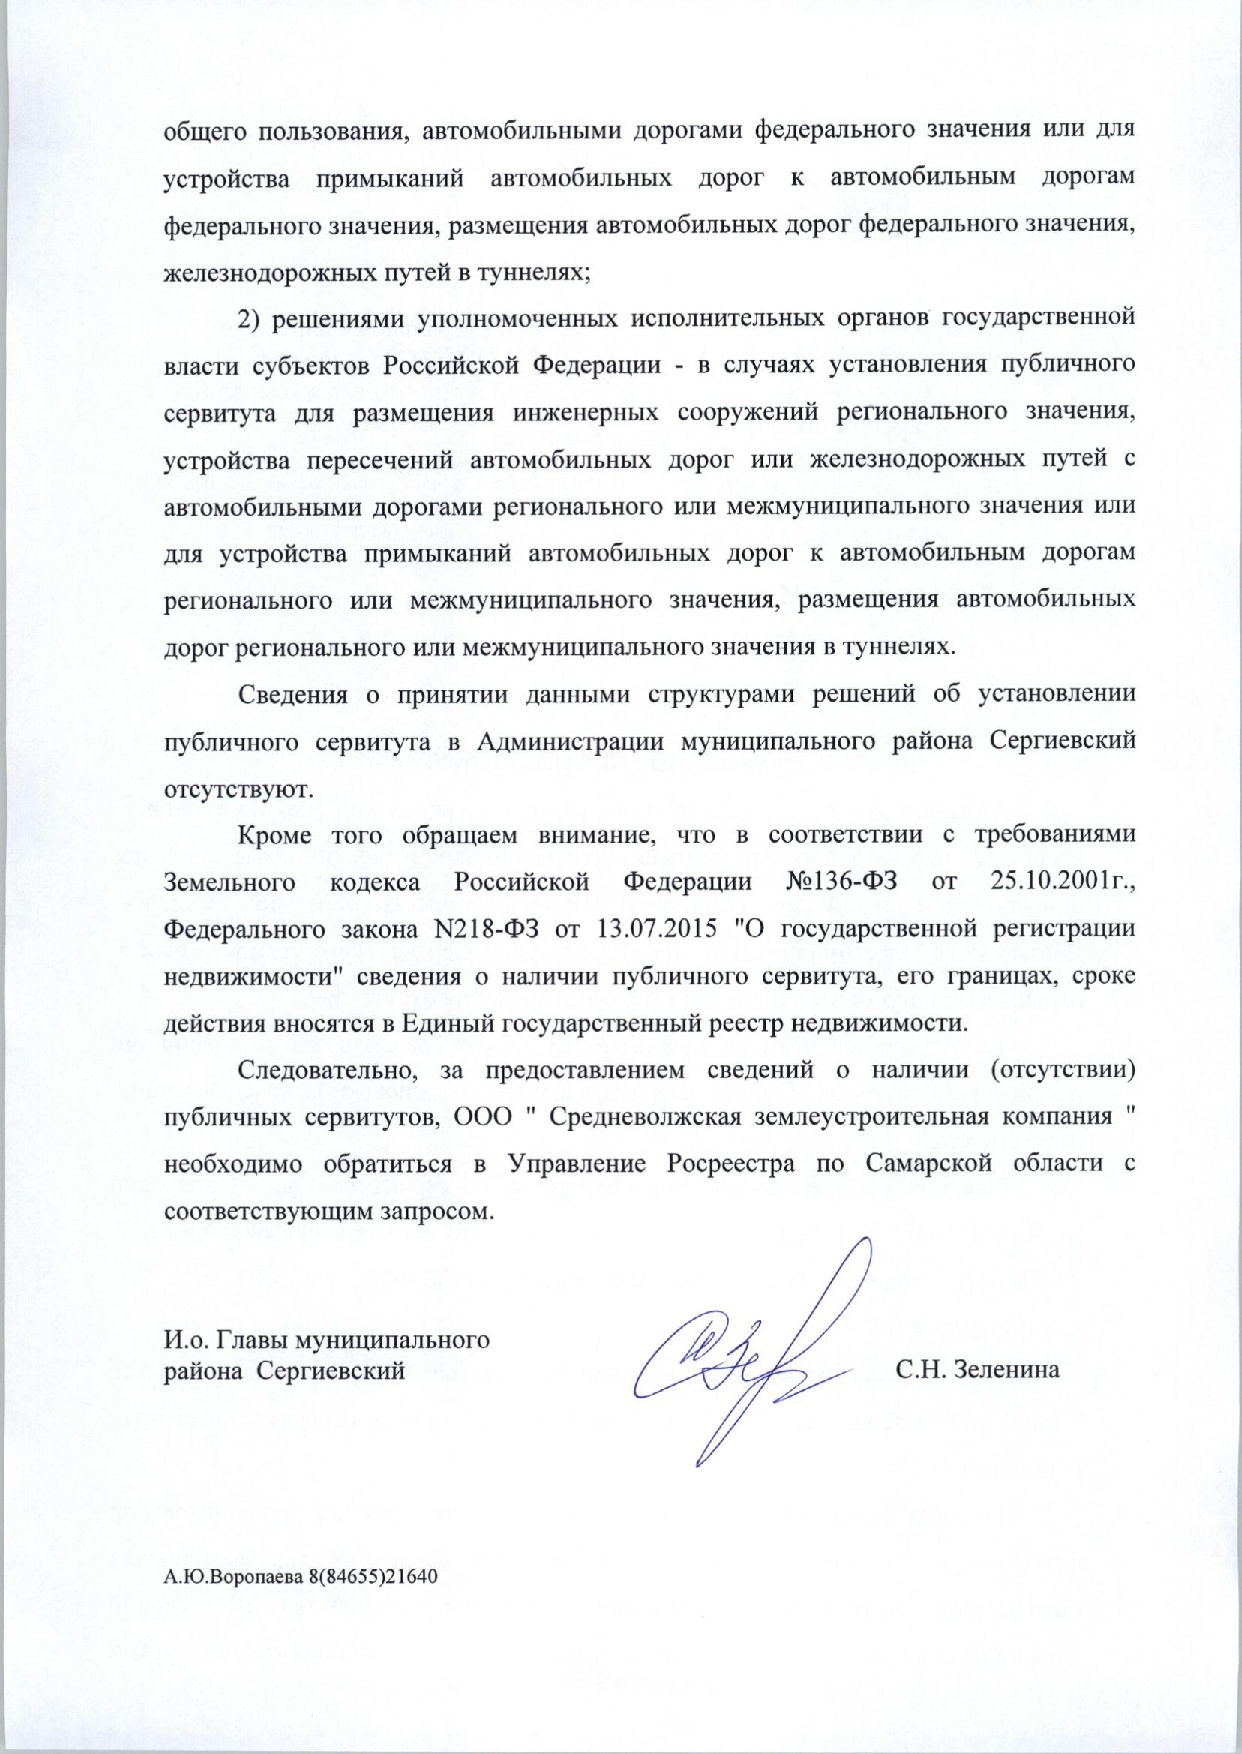 общего пользования, автомобильными дорогами федерального значения или для
устройства примыканий автомобильных дорог к автомобильным дорогам
федерального значения, размещения автомобильных дорог федерального значения,
железнодорожных путей в туннелях;
2) решениями уполномоченных исполнительных органов государственной
власти субъектов Российской Федерации - в случаях установления публичного
сервитута для размещения инженерных сооружений регионального значения,
устройства пересечений автомобильных дорог или железнодорожных путей с
автомобильными дорогами регионального или межмуниципального значения или
для устройства примыканий автомобильных дорог к автомобильным дорогам
регионального или межмуниципального значения, размещения автомобильных
дорог регионального или межмуниципального значения в туннелях.
Сведения о принятии данными структурами решений об установлении
публичного сервитута в Администрации муниципального района Сергиевский
отсутствуют.
Кроме того обращаем внимание, что в соответствии с требованиями
Земельного кодекса Российской Федерации №136-ФЗ от 25.10.2001г.,
Федерального закона N218-ФЗ от 13.07.2015 "О государственной регистрации
недвижимости" сведения о наличии публичного сервитута, его границах, сроке
действия вносятся в Единый государственный реестр недвижимости.
Следовательно, за предоставлением сведений о наличии (отсутствии)
публичных сервитутов, ООО " Средневолжская землеустроительная компания "
необходимо обратиться в Управление Росреестра по Самарской области с
соответствующим запросом.
И.о. Главы муниципального
района Сергиевский
С.Н. Зеленина
А.Ю.Воропаева 8(84655)21640